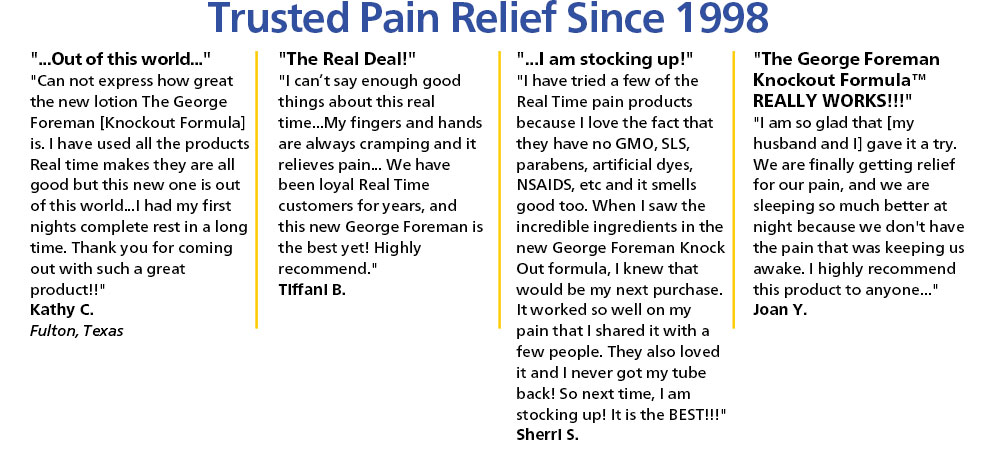 Trusted Pain Relief Since 1998
"...Out of this world..."
"Can not express how great
the new lotion The George
Foreman [Knockout Formula]
is. I have used all the products
Real time makes they are all
good but this new one is out
of this world...I had my first
nights complete rest in a long
time. Thank you for coming
out with such a great
product!!"
Kathy C.
Fulton, Texas
"The Real Deal!"
"I can’t say enough good
things about this real
time...My fingers and hands
are always cramping and it
relieves pain... We have
been loyal Real Time
customers for years, and
this new George Foreman is
the best yet! Highly
recommend."
TIffanI B.
"...I am stocking up!"
"I have tried a few of the
Real Time pain products
because I love the fact that
they have no GMO, SLS,
parabens, artificial dyes,
NSAIDS, etc and it smells
good too. When I saw the
incredible ingredients in the
new George Foreman Knock
Out formula, I knew that
would be my next purchase.
It worked so well on my
pain that I shared it with a
few people. They also loved
it and I never got my tube
back! So next time, I am
stocking up! It is the BEST!!!"
SherrI S.
"The George Foreman
Knockout Formula™
REALLY WORKS!!!"
"I am so glad that [my
husband and I] gave it a try.
We are finally getting relief
for our pain, and we are
sleeping so much better at
night because we don't have
the pain that was keeping us
awake. I highly recommend
this product to anyone..."
Joan Y.